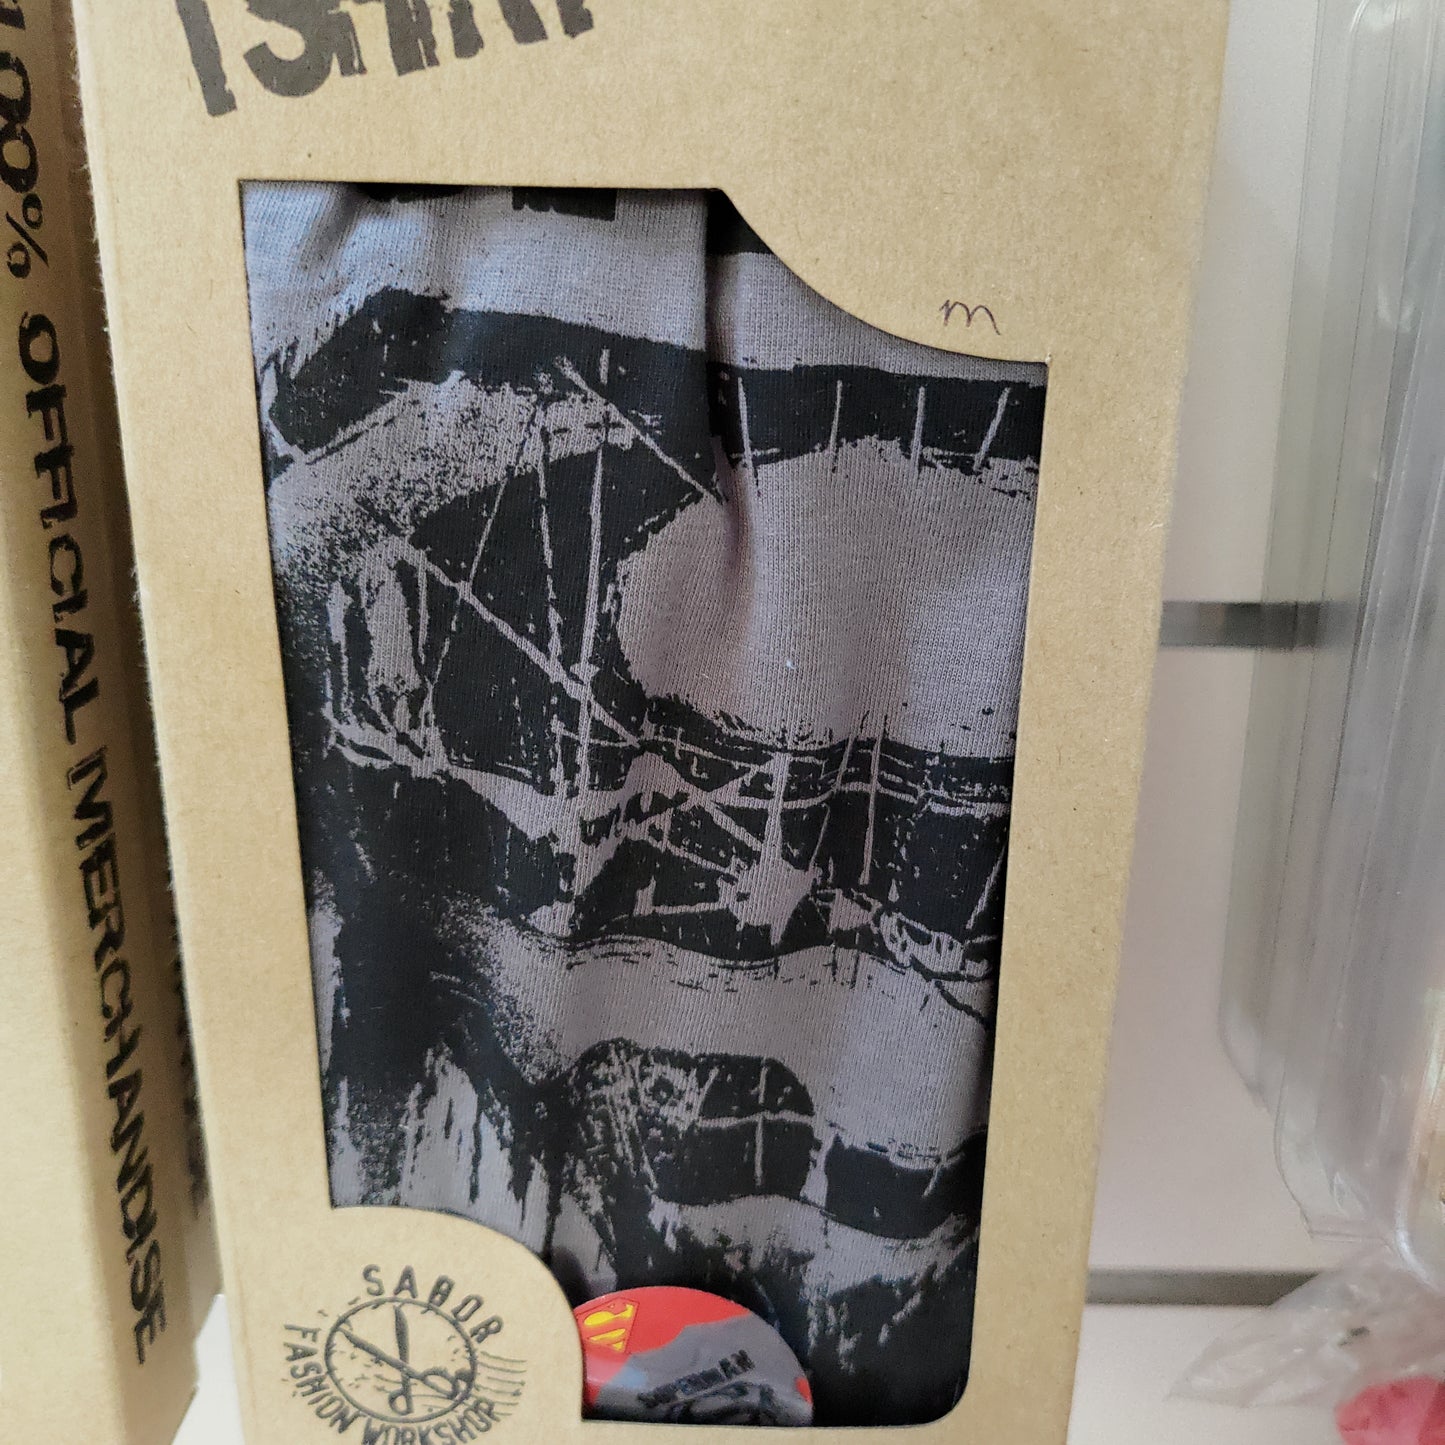 TSHIRT
m
100% OFFICIAL MERCHANDISE
SABOR
FASHION WORKSHOP
SUPERMAN